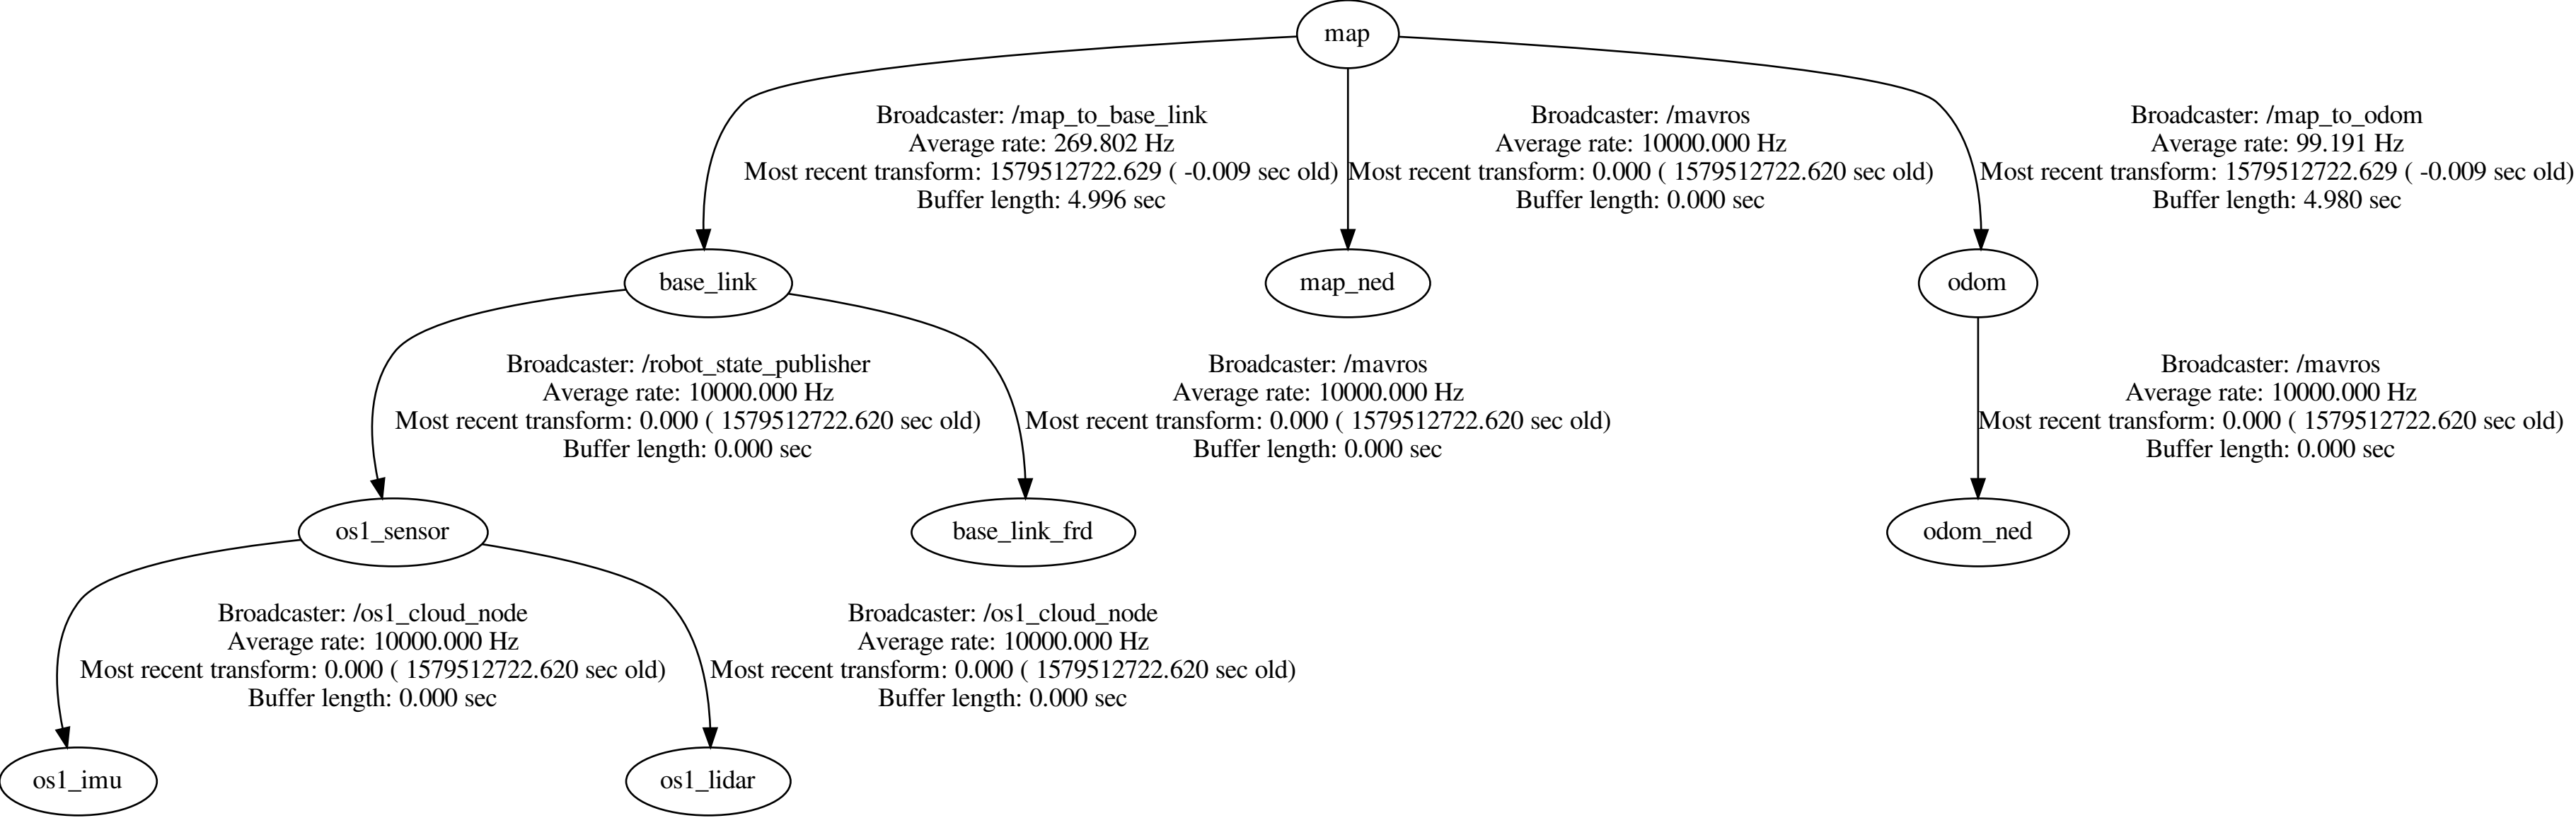 map
Broadcaster: /map_to_base_link
Average rate: 269.802 Hz
Most recent transform: 1579512722.629 ( -0.009 sec old)
Buffer length: 4.996 sec
Broadcaster: /mavros
Average rate: 10000.000 Hz
Most recent transform: 0.000 ( 1579512722.620 sec old)
Buffer length: 0.000 sec
Broadcaster: /map_to_odom
Average rate: 99.191 Hz
Most recent transform: 1579512722.629 ( -0.009 sec old)
Buffer length: 4.980 sec
base_link
map_ned
odom
Broadcaster: /robot_state_publisher
Average rate: 10000.000 Hz
Most recent transform: 0.000 ( 1579512722.620 sec old)
Buffer length: 0.000 sec
Broadcaster: /mavros
Average rate: 10000.000 Hz
Most recent transform: 0.000 ( 1579512722.620 sec old)
Buffer length: 0.000 sec
Broadcaster: /mavros
Average rate: 10000.000 Hz
Most recent transform: 0.000 ( 1579512722.620 sec old)
Buffer length: 0.000 sec
os1_sensor
base_link_frd
odom_ned
Broadcaster: /os1_cloud_node
Average rate: 10000.000 Hz
Most recent transform: 0.000 ( 1579512722.620 sec old)
Buffer length: 0.000 sec
Broadcaster: /os1_cloud_node
Average rate: 10000.000 Hz
Most recent transform: 0.000 ( 1579512722.620 sec old)
Buffer length: 0.000 sec
os1_imu
os1_lidar